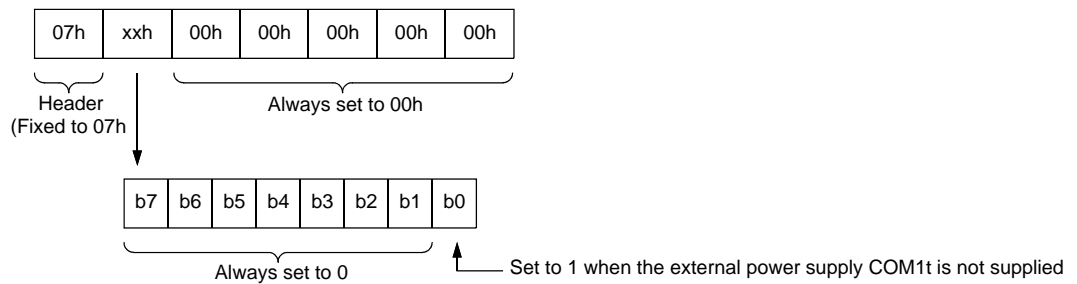 07h xxh 00h 00h 00h 00h 00h
Header
(Fixed to 07h
Always set to 00h
b7 b6 b5 b4 b3 b2 b1 b0
Always set to 0
Set to 1 when the external power supply COM1t is not supplied